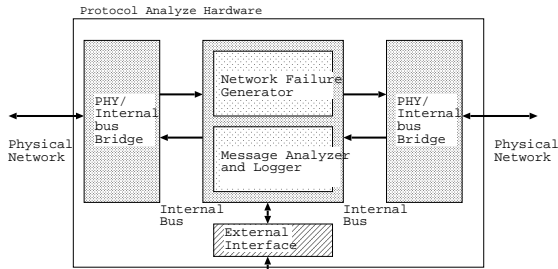 Protocol Analyze Hardware
Network Failure
Generator
PHY/
Internal
bus
Bridge
PHY/
Internal
bus
Bridge
Physical
Network
Physical
Network
Message Analyzer
and Logger
Internal
Bus
Internal
Bus
External
Interface